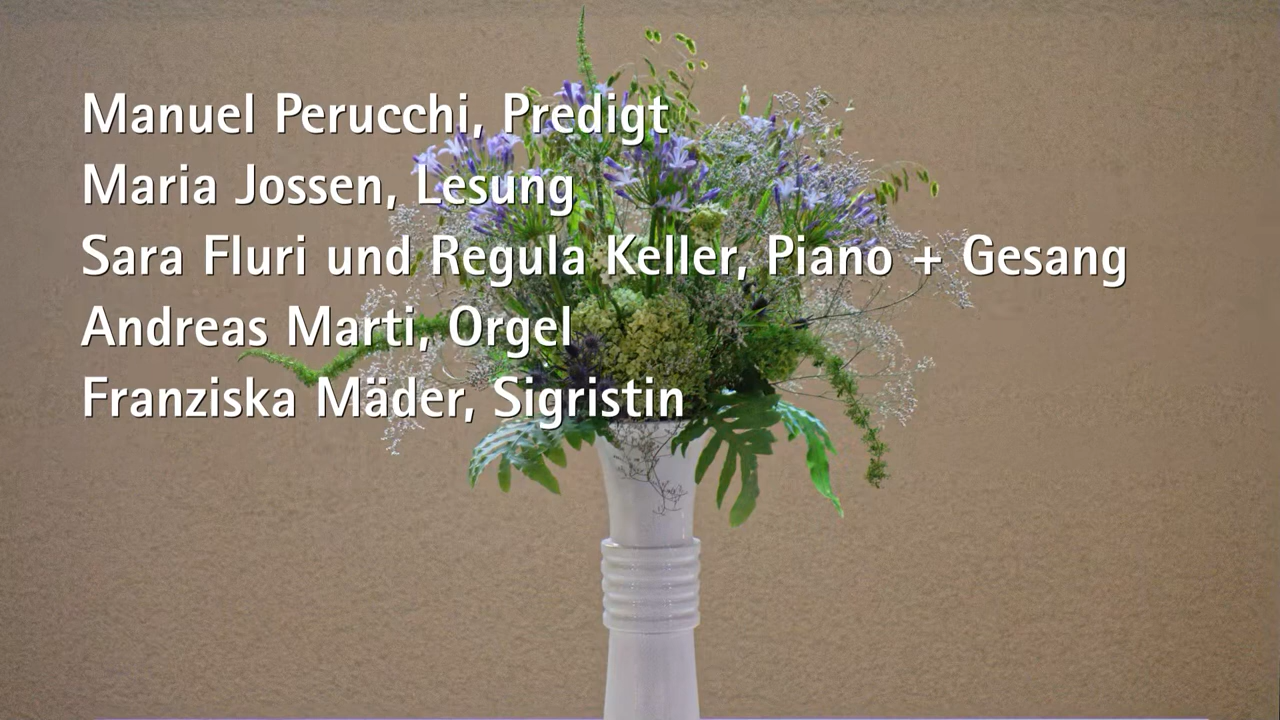 Manuel Perucchi, Predigt
Maria Jossen, Lesung
Sara Fluri und Regula Keller, Piano + Gesang
Andreas Marti, Orgel
Franziska Mäder, Sigristin